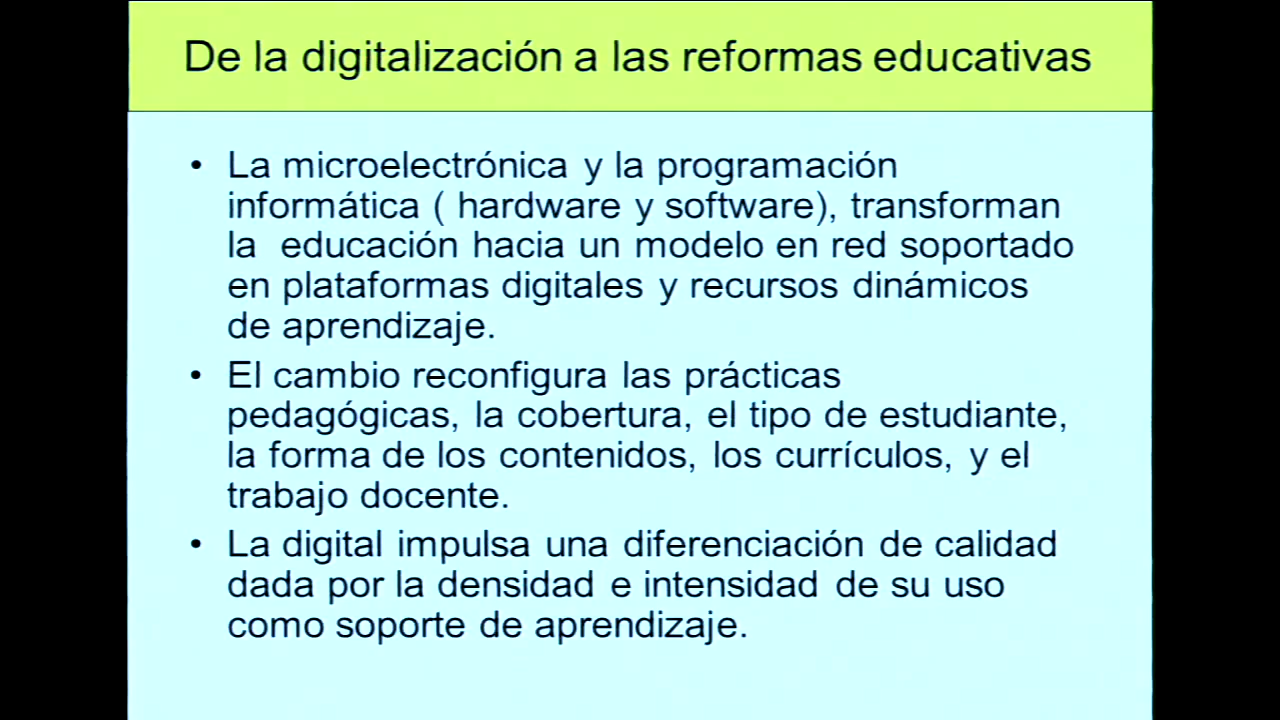 De la digitalización a las reformas educativas
• La microelectrónica y la programación
informática ( hardware y software), transforman
la educación hacia un modelo en red soportado
en plataformas digitales y recursos dinámicos
de aprendizaje.
• El cambio reconfigura las prácticas
pedagógicas, la cobertura, el tipo de estudiante,
la forma de los contenidos, los currículos, y el
trabajo docente.
• La digital impulsa una diferenciación de calidad
dada por la densidad e intensidad de su uso
como soporte de aprendizaje.